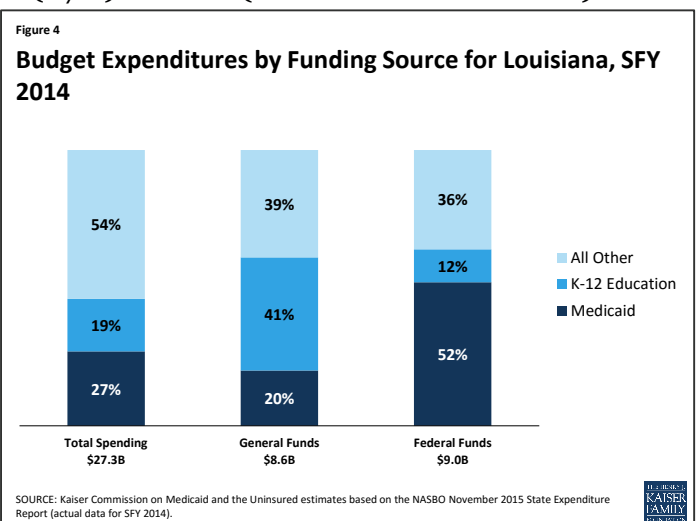 Figure 4
Budget Expenditures by Funding Source for Louisiana, SFY
2014
54%
39%
36%
19%
41%
12%
27%
20%
52%
All Other
K-12 Education
Medicaid
Total Spending
$27.3B
General Funds
$8.6B
Federal Funds
$9.0B
SOURCE: Kaiser Commission on Medicaid and the Uninsured estimates based on the NASBO November 2015 State Expenditure
Report (actual data for SFY 2014).
THE HENRY J.
KAISER
FAMILY